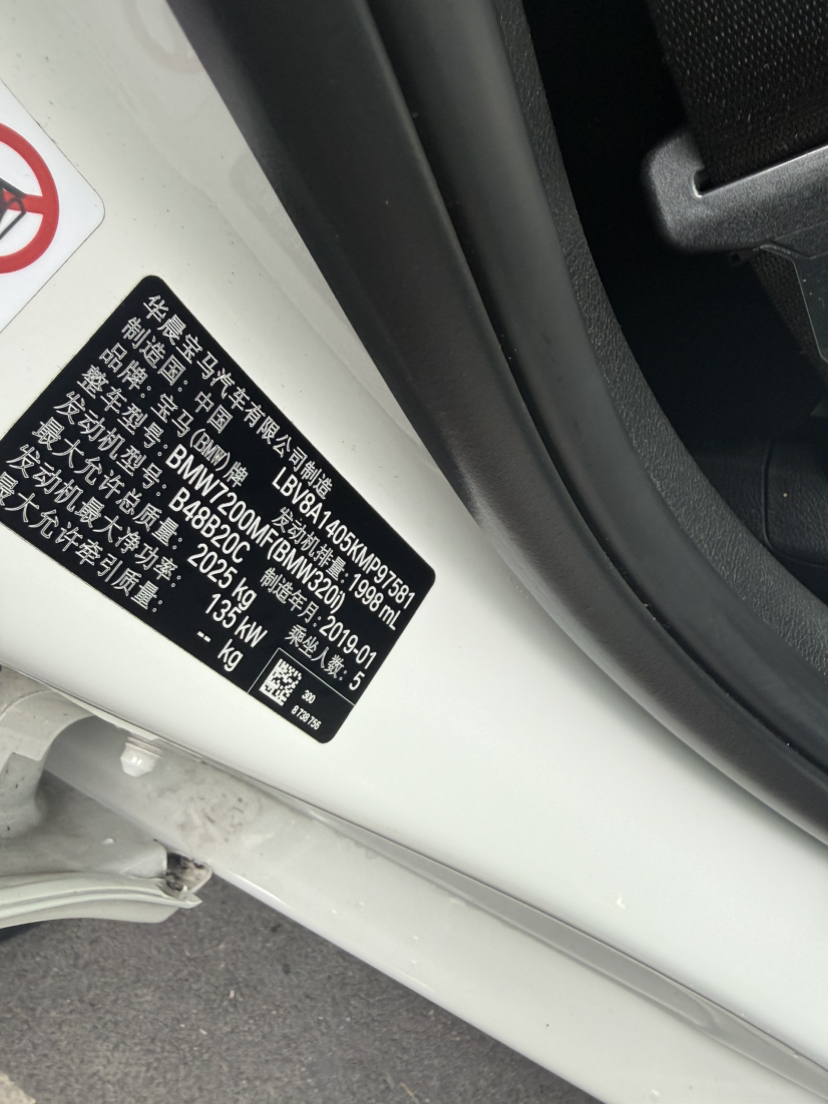 华晨宝马汽车有限公司制造
制造国：中国 LBV8A1405KMP97581
品牌：宝马(BMW)牌 发动机排量：1998 mL
整车型号：BMW7200MF(BMW320i)
发动机型号：B48B20C 制造年月：2019-01
最大允许总质量：2025 kg 乘坐人数：5
发动机最大净功率：135 kW
最大允许牵引质量：-- kg
300
8 738 756